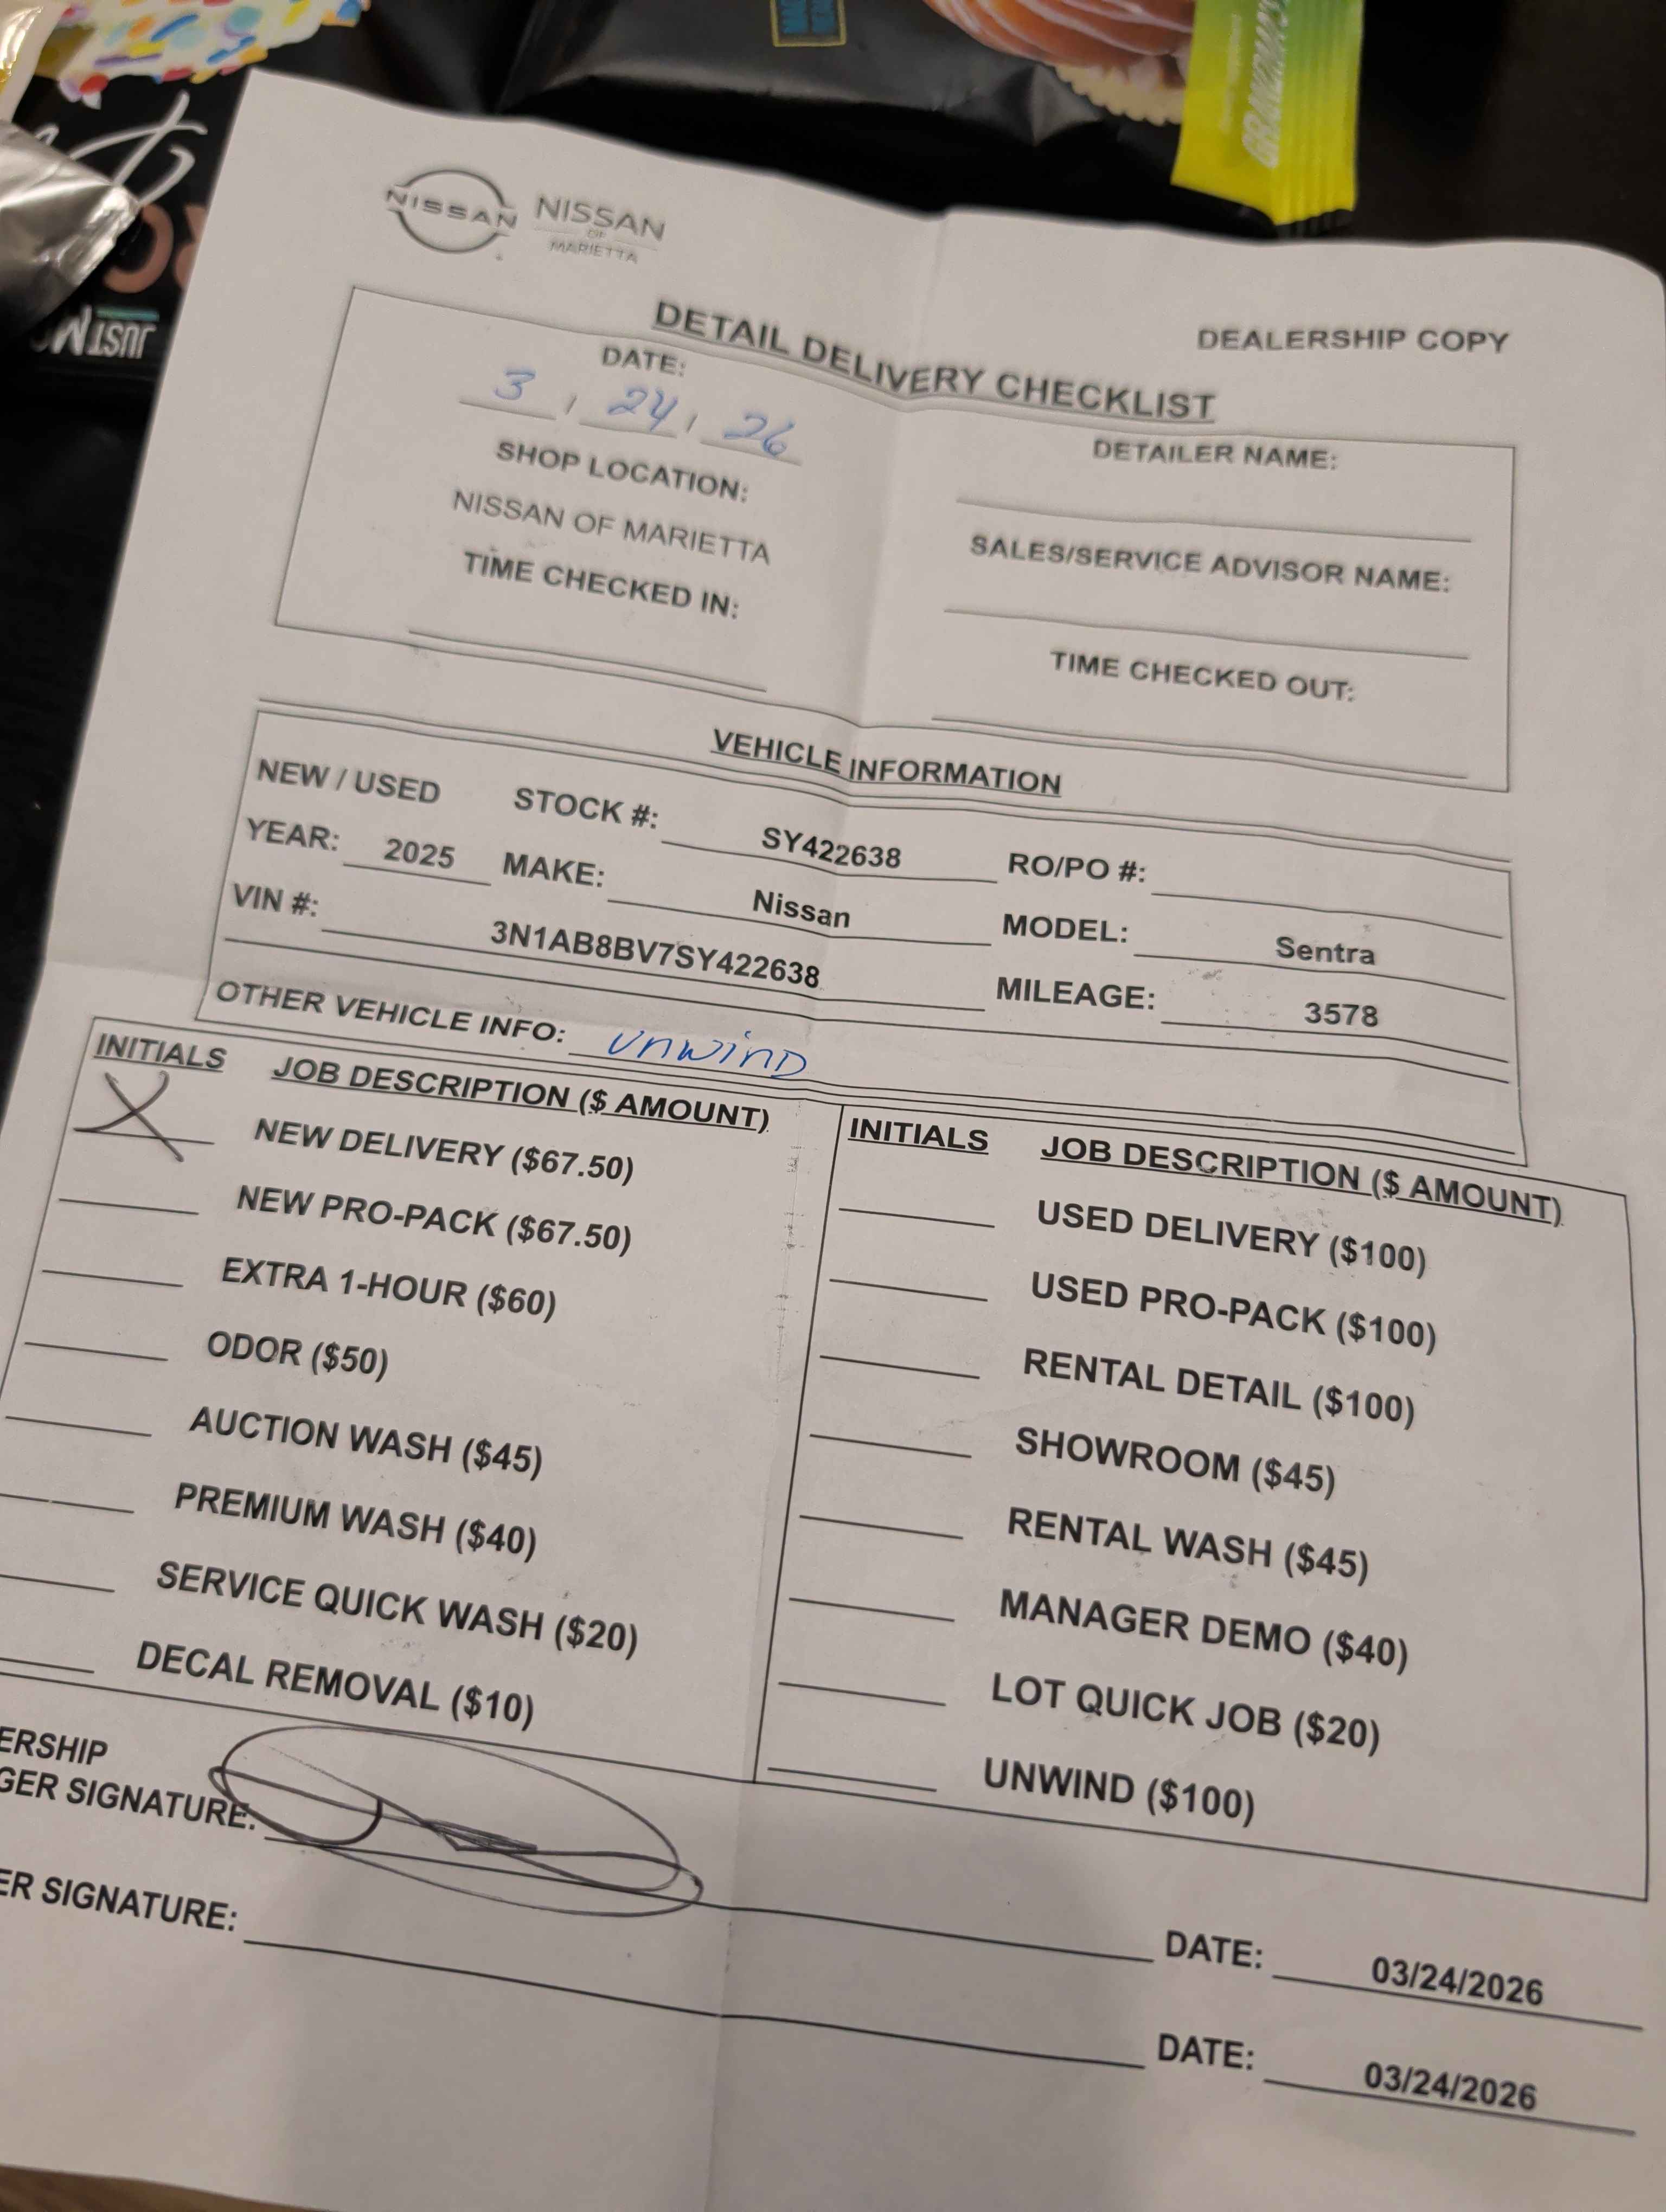 GRANDMA'S
JUST
NISSAN
NISSAN
OF
MARIETTA
DEALERSHIP COPY
DETAIL DELIVERY CHECKLIST
DATE:
3 / 24 / 26
SHOP LOCATION:
NISSAN OF MARIETTA
TIME CHECKED IN:
DETAILER NAME:
SALES/SERVICE ADVISOR NAME:
TIME CHECKED OUT:
VEHICLE INFORMATION
NEW / USED STOCK #: SY422638 RO/PO #:
YEAR: 2025 MAKE: Nissan MODEL: Sentra
VIN #: 3N1AB8BV7SY422638 MILEAGE: 3578
OTHER VEHICLE INFO: UNWIND
INITIALS JOB DESCRIPTION ($ AMOUNT)
X NEW DELIVERY ($67.50)
NEW PRO-PACK ($67.50)
EXTRA 1-HOUR ($60)
ODOR ($50)
AUCTION WASH ($45)
PREMIUM WASH ($40)
SERVICE QUICK WASH ($20)
DECAL REMOVAL ($10)
INITIALS JOB DESCRIPTION ($ AMOUNT)
USED DELIVERY ($100)
USED PRO-PACK ($100)
RENTAL DETAIL ($100)
SHOWROOM ($45)
RENTAL WASH ($45)
MANAGER DEMO ($40)
LOT QUICK JOB ($20)
UNWIND ($100)
ERSHIP
GER SIGNATURE: DATE: 03/24/2026
ER SIGNATURE: DATE: 03/24/2026